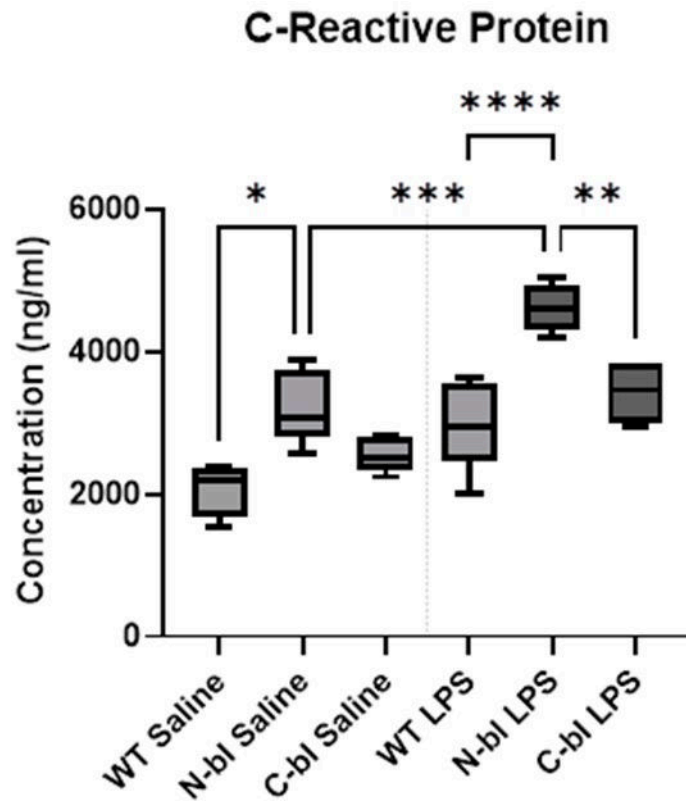 C-Reactive Protein
****
* *** **
6000
4000
2000
0
Concentration (ng/ml)
WT Saline
N-bl Saline
C-bl Saline
WT LPS
N-bl LPS
C-bl LPS